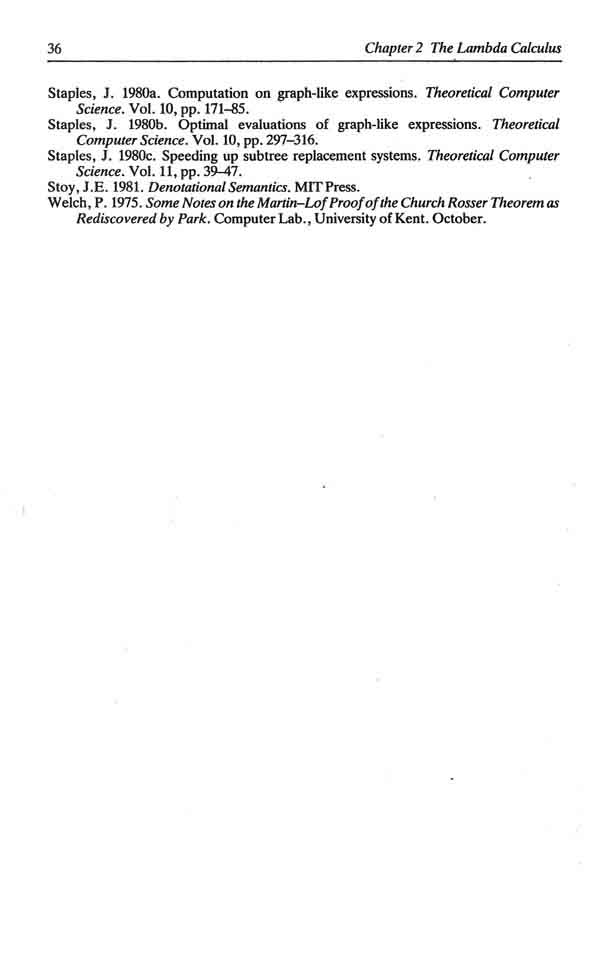 36 Chapter 2 The Lambda Calculus
Staples, J. 1980a. Computation on graph-like expressions. Theoretical Computer
Science. Vol. 10, pp. 171–85.
Staples, J. 1980b. Optimal evaluations of graph-like expressions. Theoretical
Computer Science. Vol. 10, pp. 297–316.
Staples, J. 1980c. Speeding up subtree replacement systems. Theoretical Computer
Science. Vol. 11, pp. 39–47.
Stoy, J.E. 1981. Denotational Semantics. MIT Press.
Welch, P. 1975. Some Notes on the Martin–Lof Proof of the Church Rosser Theorem as
Rediscovered by Park. Computer Lab., University of Kent. October.